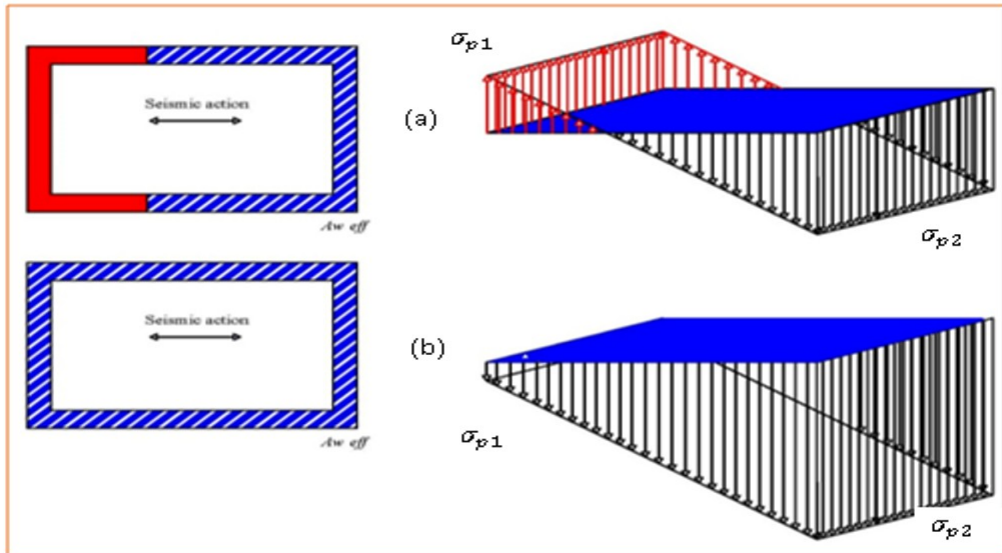 σp1
Seismic action
(a)
Aw eff
σp2
Seismic action
(b)
Aw eff
σp1
σp2